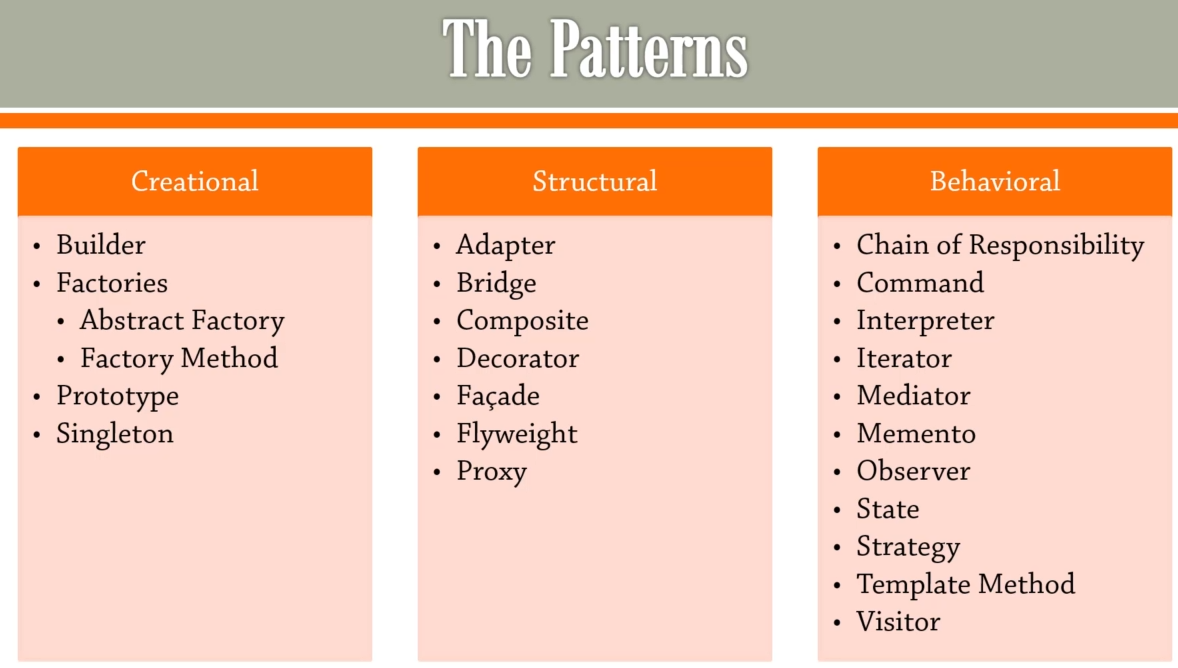 The Patterns
Creational
• Builder
• Factories
• Abstract Factory
• Factory Method
• Prototype
• Singleton
Structural
• Adapter
• Bridge
• Composite
• Decorator
• Façade
• Flyweight
• Proxy
Behavioral
• Chain of Responsibility
• Command
• Interpreter
• Iterator
• Mediator
• Memento
• Observer
• State
• Strategy
• Template Method
• Visitor